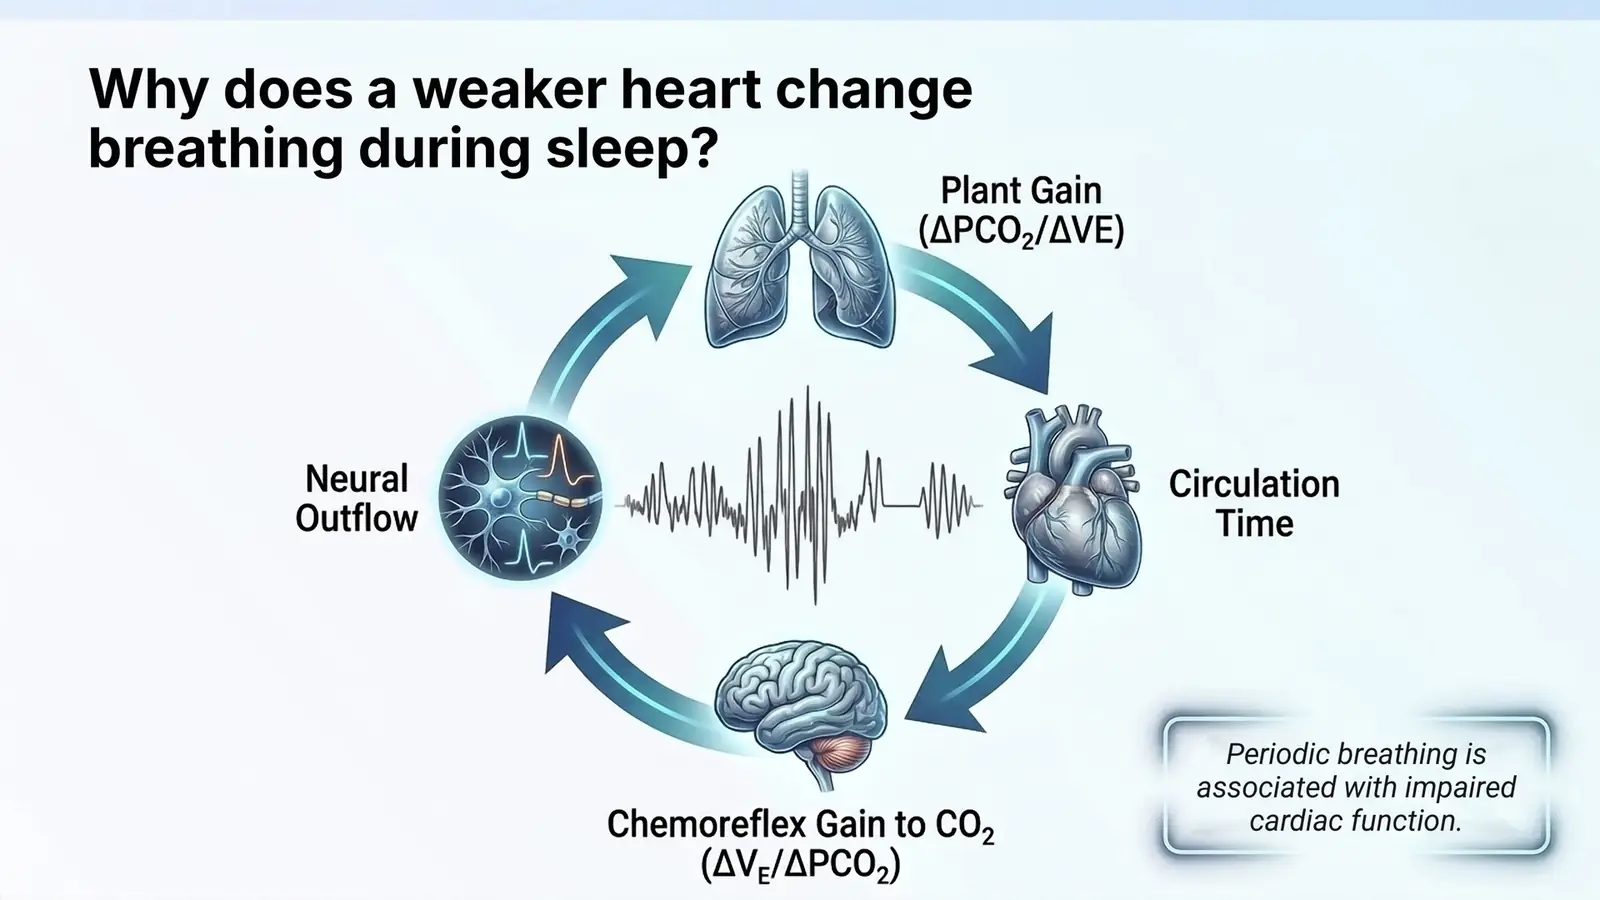 Why does a weaker heart change
breathing during sleep?
Plant Gain
(ΔPCO₂/ΔVE)
Neural
Outflow
Circulation
Time
Chemoreflex Gain to CO₂
(ΔV_E/ΔPCO₂)
Periodic breathing is
associated with impaired
cardiac function.